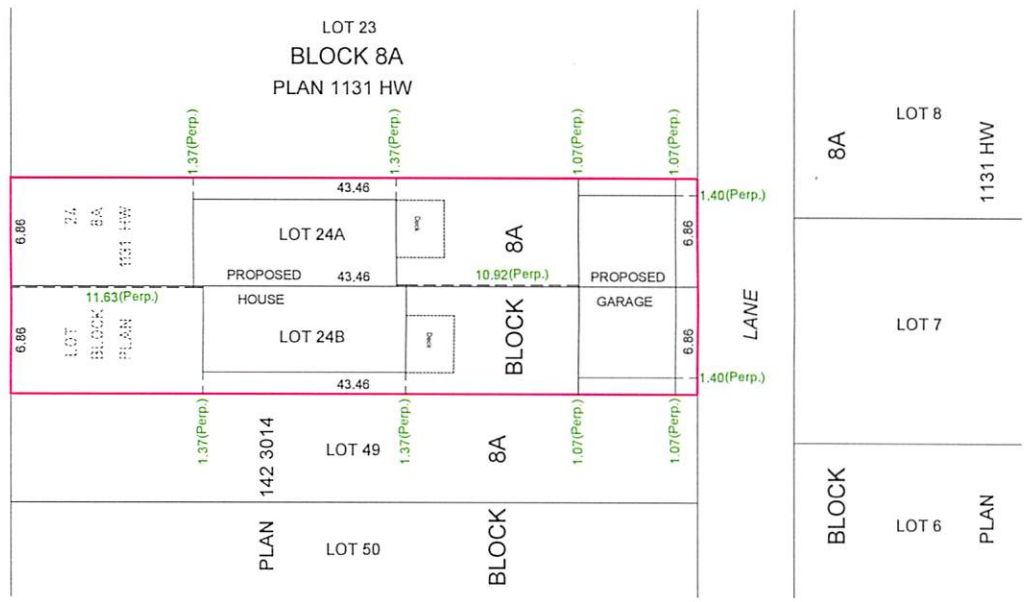 LOT 23
BLOCK 8A
PLAN 1131 HW
1.37(Perp.)
1.37(Perp.)
1.07(Perp.)
1.07(Perp.)
LOT 8
8A
1131 HW
43.46
1.40(Perp.)
6.86
24
8A
1131 HW
LOT 24A
Deck
8A
6.86
PROPOSED
43.46
10.92(Perp.)
PROPOSED
11.63(Perp.)
HOUSE
GARAGE
LANE
LOT 7
6.86
LOT
BLOCK
PLAN
LOT 24B
Deck
BLOCK
6.86
43.46
1.40(Perp.)
1.37(Perp.)
1.37(Perp.)
1.07(Perp.)
1.07(Perp.)
142 3014
LOT 49
8A
PLAN
LOT 50
BLOCK
BLOCK
LOT 6
PLAN